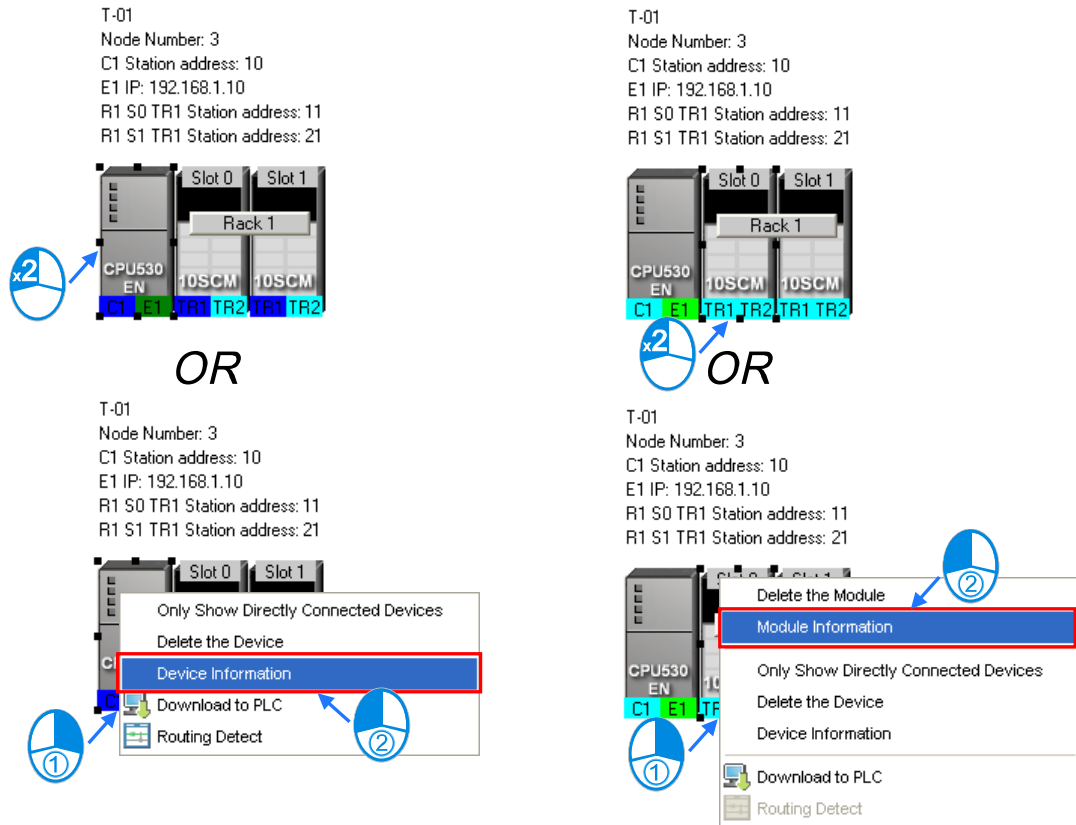 T-01
Node Number: 3
C1 Station address: 10
E1 IP: 192.168.1.10
R1 S0 TR1 Station address: 11
R1 S1 TR1 Station address: 21
Slot 0 Slot 1
Rack 1
CPU530
EN
10SCM 10SCM
C1 E1 TR1 TR2 TR1 TR2
x2
OR
T-01
Node Number: 3
C1 Station address: 10
E1 IP: 192.168.1.10
R1 S0 TR1 Station address: 11
R1 S1 TR1 Station address: 21
Slot 0 Slot 1
Only Show Directly Connected Devices
Delete the Device
Device Information
Download to PLC
Routing Detect
①
②
T-01
Node Number: 3
C1 Station address: 10
E1 IP: 192.168.1.10
R1 S0 TR1 Station address: 11
R1 S1 TR1 Station address: 21
Slot 0 Slot 1
Rack 1
CPU530
EN
10SCM 10SCM
C1 E1 TR1 TR2 TR1 TR2
x2
OR
T-01
Node Number: 3
C1 Station address: 10
E1 IP: 192.168.1.10
R1 S0 TR1 Station address: 11
R1 S1 TR1 Station address: 21
②
Delete the Module
Module Information
Only Show Directly Connected Devices
Delete the Device
Device Information
Download to PLC
Routing Detect
CPU530
EN
C1 E1
①